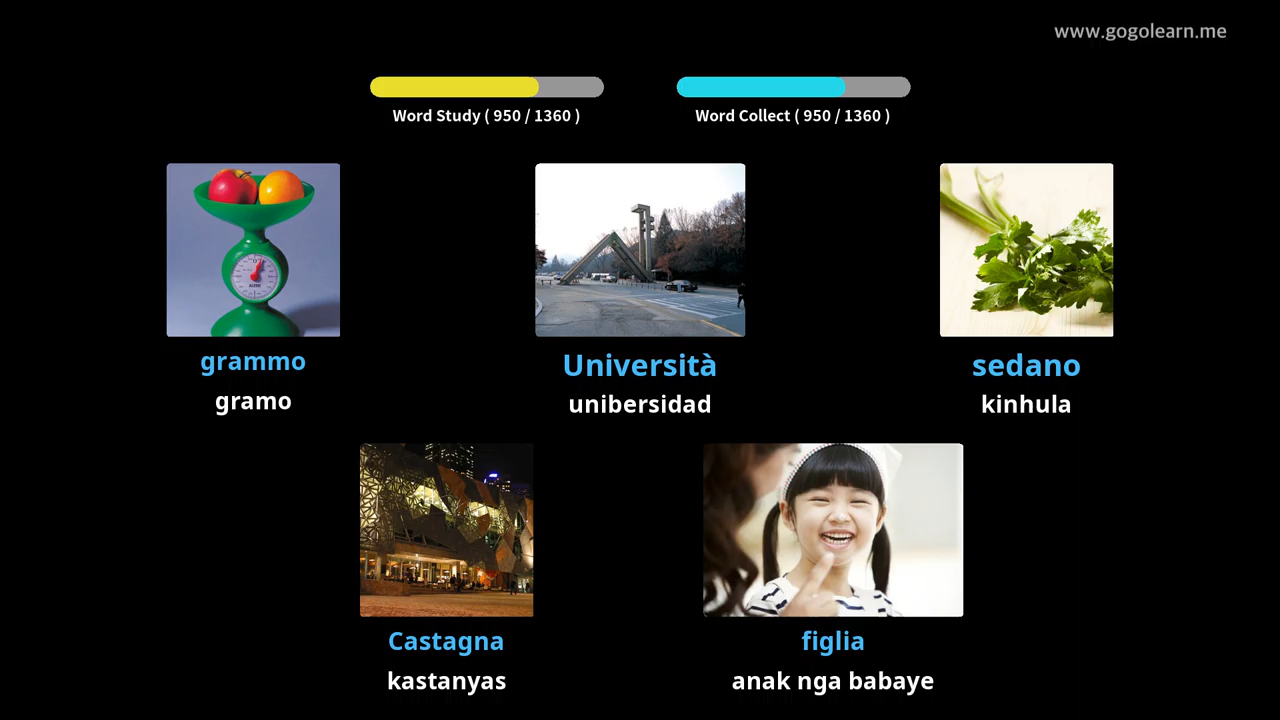 www.gogolearn.me
Word Study ( 950 / 1360 )
Word Collect ( 950 / 1360 )
grammo
gramo
Università
unibersidad
sedano
kinhula
Castagna
kastanyas
figlia
anak nga babaye